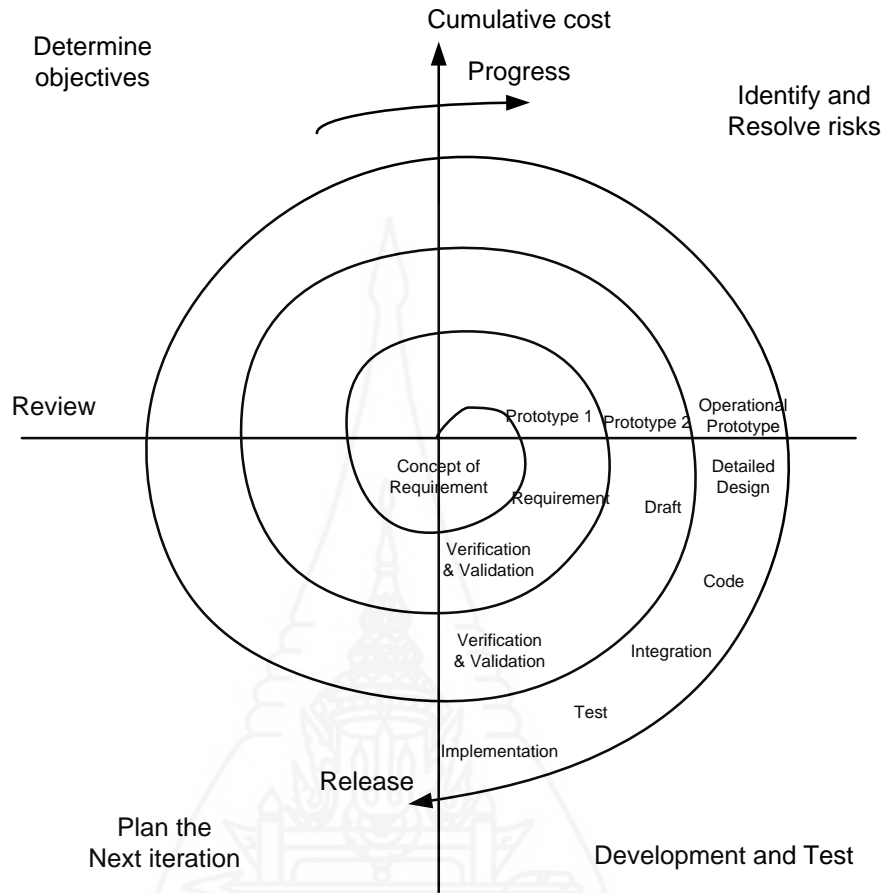 Cumulative cost
Determine
objectives
Progress
Identify and
Resolve risks
Review
Prototype 1
Prototype 2
Operational
Prototype
Concept of
Requirement
Requirement
Draft
Detailed
Design
Verification
& Validation
Code
Verification
& Validation
Integration
Test
Implementation
Release
Plan the
Next iteration
Development and Test